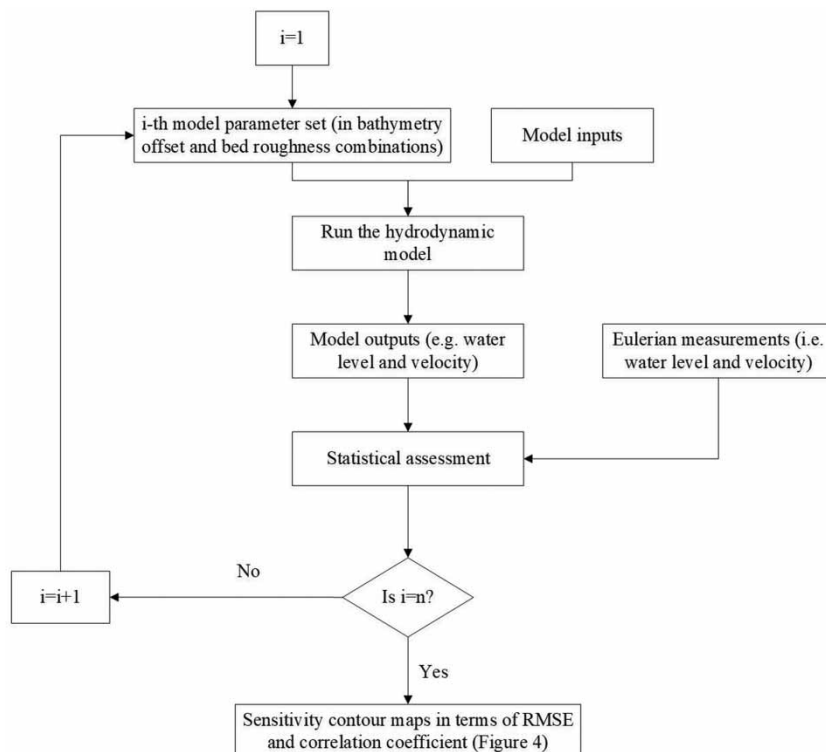 i=1
i-th model parameter set (in bathymetry
offset and bed roughness combinations)
Model inputs
Run the hydrodynamic
model
Model outputs (e.g. water
level and velocity)
Eulerian measurements (i.e.
water level and velocity)
Statistical assessment
No
i=i+1
Is i=n?
Yes
Sensitivity contour maps in terms of RMSE
and correlation coefficient (Figure 4)